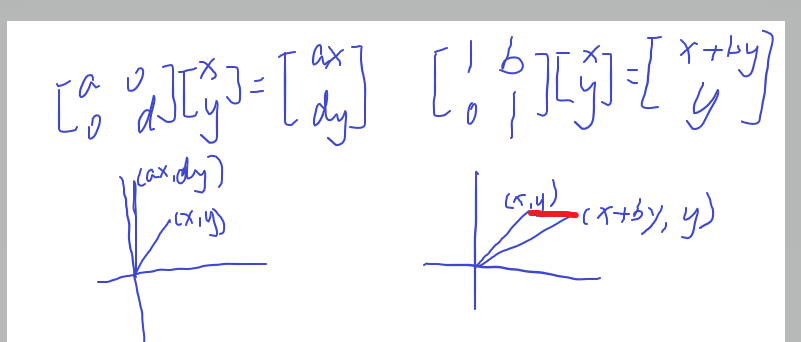 [a 0; 0 d][x; y] = [ax; dy]
[1 b; 0 1][x; y] = [x+by; y]
(ax,dy)
(x,y)
(x,y)
(x+by, y)